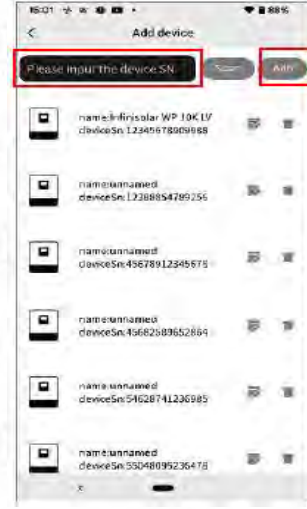 15:01 88%
Add device
Please input the device SN. Scan Add
name:Infinisolar WP 10K LV
deviceSn:12345678909988
name:unnamed
deviceSn:12288854789256
name:unnamed
deviceSn:45678912345678
name:unnamed
deviceSn:45682589652864
name:unnamed
deviceSn:54628741236985
name:unnamed
deviceSn:55048095236478